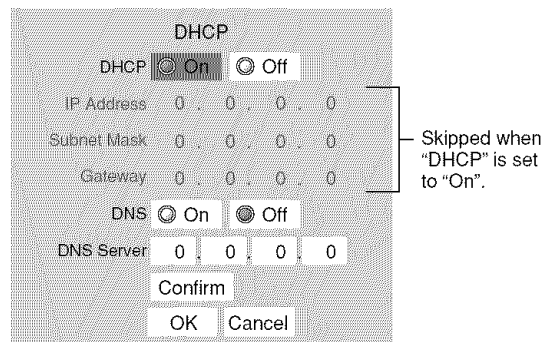 DHCP
DHCP On Off
IP Address 0 . 0 . 0 . 0
Subnet Mask 0 . 0 . 0 . 0
Gateway 0 . 0 . 0 . 0
Skipped when
“DHCP” is set
to “On”.
DNS On Off
DNS Server 0 . 0 . 0 . 0
Confirm
OK Cancel